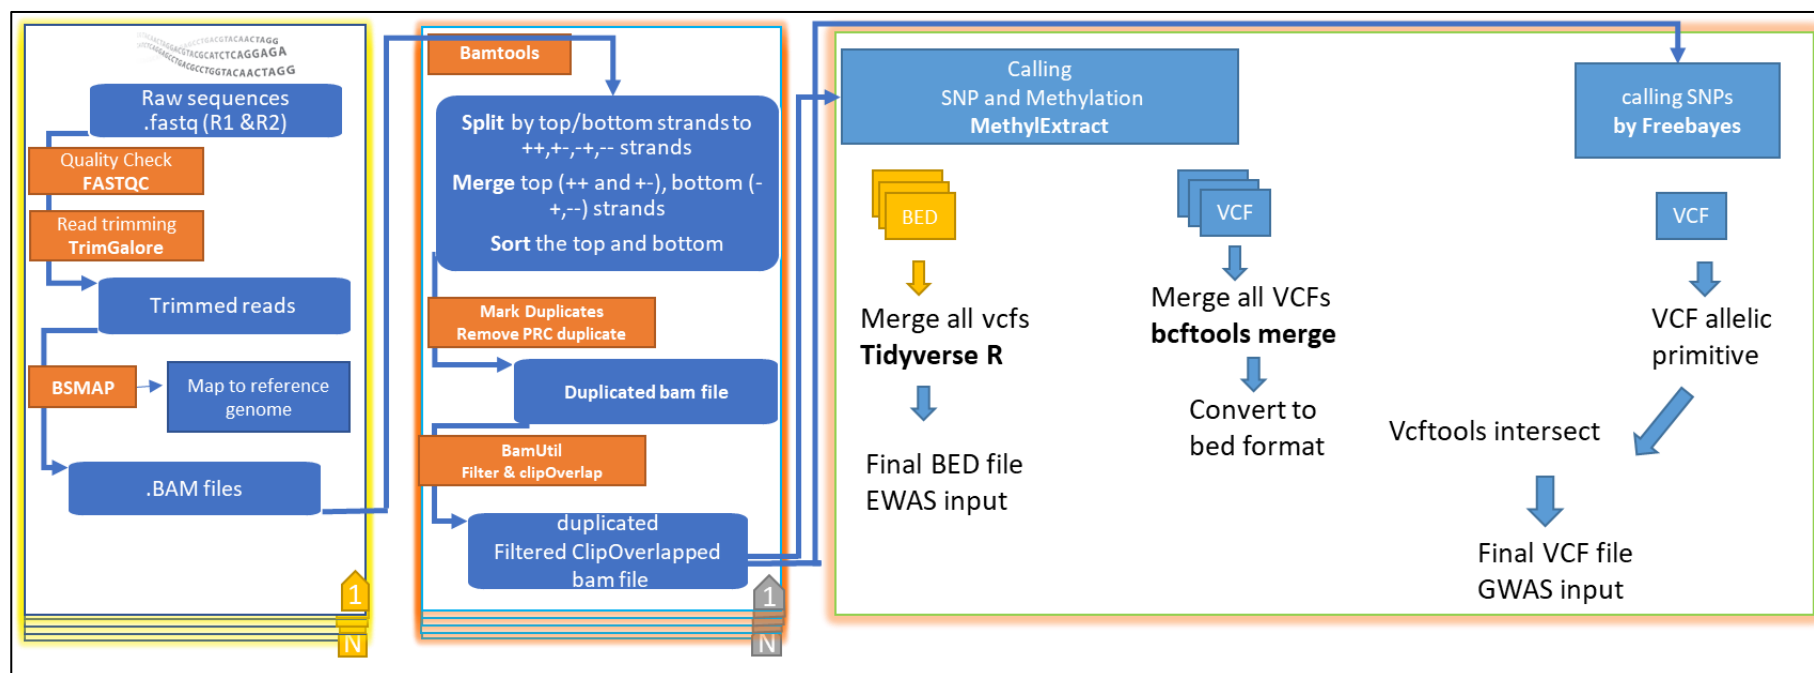 GCCTGACGTACAACTAGG
CGTACAACTAGGACGTACGCATCTCAGGAGA
CATCTCAGGAGCCTGACGCCTGGTACAACTAGG
Raw sequences
.fastq (R1 &R2)
Quality Check
FASTQC
Read trimming
TrimGalore
Trimmed reads
BSMAP
Map to reference
genome
.BAM files
1
N
Bamtools
Split by top/bottom strands to
++,+-,-+,-- strands
Merge top (++ and +-), bottom (-
+,--) strands
Sort the top and bottom
Mark Duplicates
Remove PRC duplicate
Duplicated bam file
BamUtil
Filter & clipOverlap
duplicated
Filtered ClipOverlapped
bam file
1
N
Calling
SNP and Methylation
MethylExtract
BED
Merge all vcfs
Tidyverse R
Final BED file
EWAS input
VCF
Merge all VCFs
bcftools merge
Convert to
bed format
calling SNPs
by Freebayes
VCF
VCF allelic
primitive
Vcftools intersect
Final VCF file
GWAS input